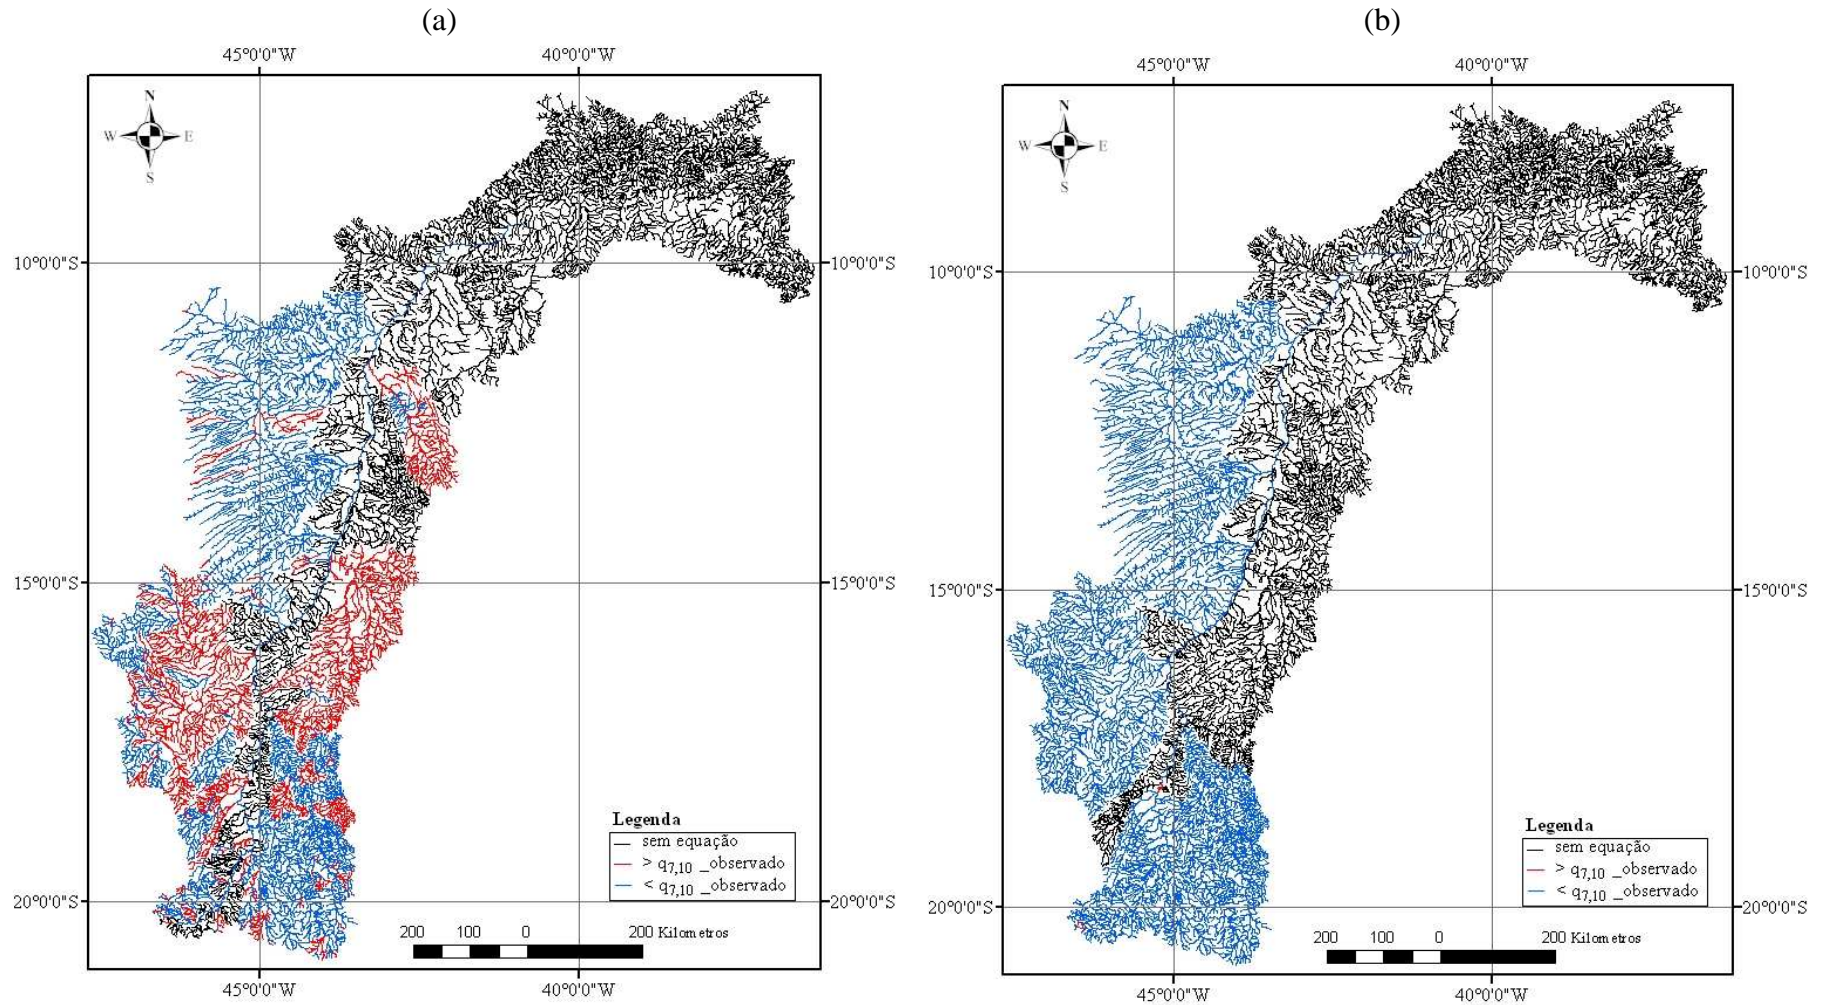 (a)
45°0'0"W 40°0'0"W
N
W E
S
10°0'0"S 10°0'0"S
15°0'0"S 15°0'0"S
20°0'0"S 20°0'0"S
Legenda
sem equação
> q7,10 _observado
< q7,10 _observado
200 100 0 200 Kilometros
45°0'0"W 40°0'0"W
(b)
45°0'0"W 40°0'0"W
N
W E
S
10°0'0"S 10°0'0"S
15°0'0"S 15°0'0"S
20°0'0"S 20°0'0"S
Legenda
sem equação
> q7,10 _observado
< q7,10 _observado
200 100 0 200 Kilometros
45°0'0"W 40°0'0"W